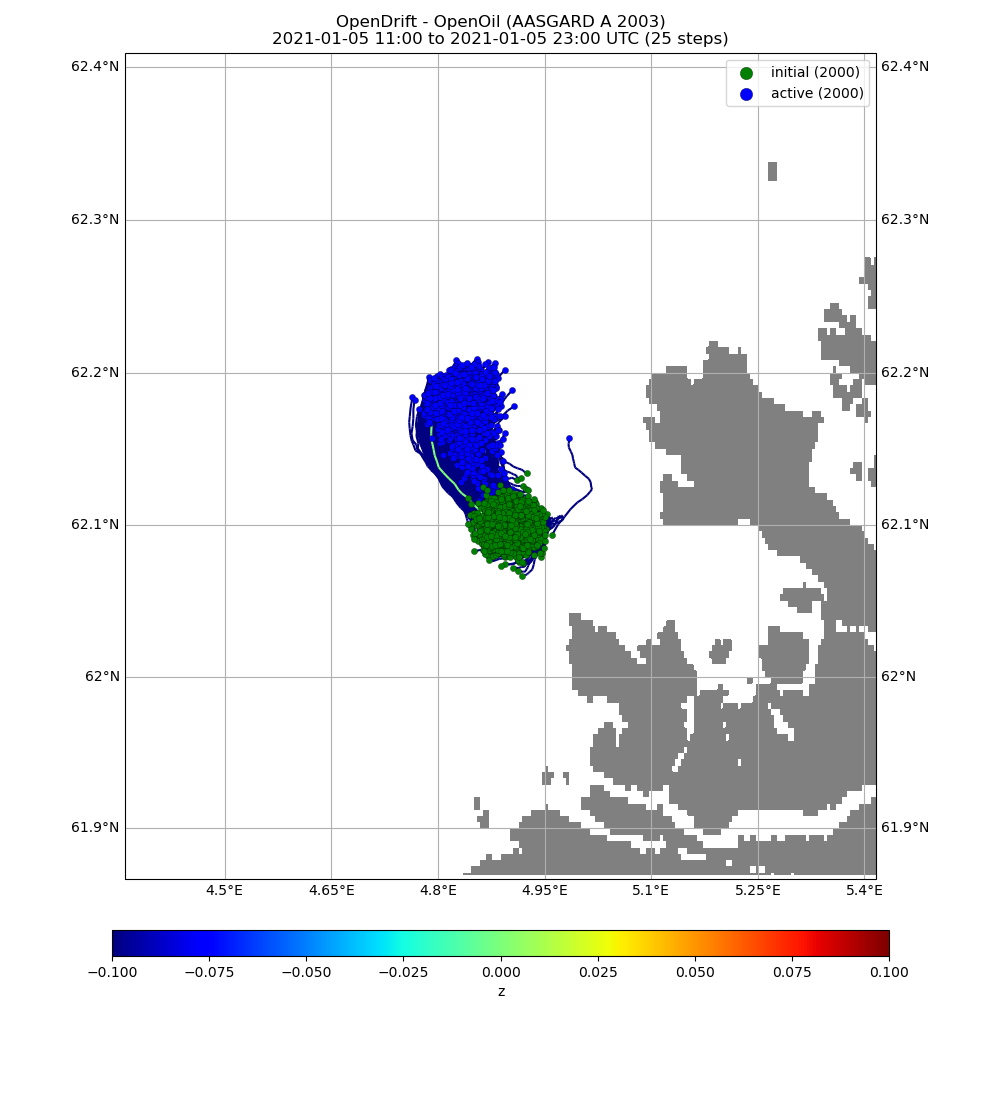 OpenDrift - OpenOil (AASGARD A 2003)
2021-01-05 11:00 to 2021-01-05 23:00 UTC (25 steps)
62.4°N 62.4°N
initial (2000)
active (2000)
62.3°N 62.3°N
62.2°N 62.2°N
62.1°N 62.1°N
62°N 62°N
61.9°N 61.9°N
4.5°E 4.65°E 4.8°E 4.95°E 5.1°E 5.25°E 5.4°E
−0.100 −0.075 −0.050 −0.025 0.000 0.025 0.050 0.075 0.100
z